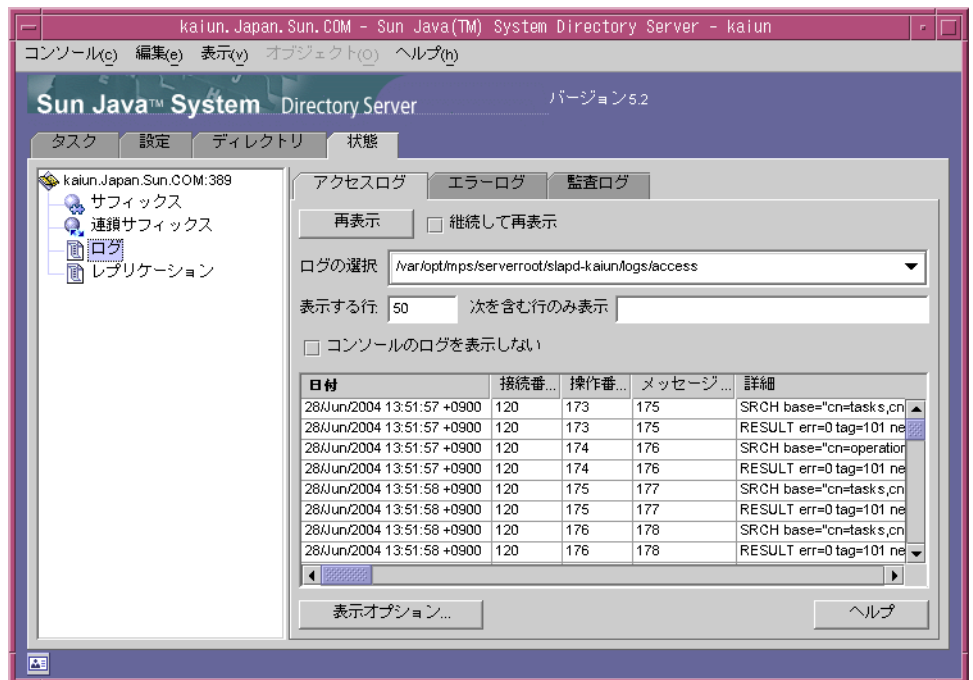 kaiun.Japan.Sun.COM - Sun Java(TM) System Directory Server - kaiun
コンソール(c) 編集(e) 表示(v) オブジェクト(O) ヘルプ(h)
Sun Java™ System Directory Server バージョン5.2
タスク 設定 ディレクトリ 状態
kaiun.Japan.Sun.COM:389
サフィックス
連鎖サフィックス
ログ
レプリケーション
アクセスログ エラーログ 監査ログ
再表示 継続して再表示
ログの選択 /var/opt/mps/serverroot/slapd-kaiun/logs/access
表示する行: 50 次を含む行のみ表示
コンソールのログを表示しない
日付 接続番... 操作番... メッセージ... 詳細
28/Jun/2004 13:51:57 +0900 120 173 175 SRCH base="cn=tasks,cn
28/Jun/2004 13:51:57 +0900 120 173 175 RESULT err=0 tag=101 ne
28/Jun/2004 13:51:57 +0900 120 174 176 SRCH base="cn=operation
28/Jun/2004 13:51:57 +0900 120 174 176 RESULT err=0 tag=101 ne
28/Jun/2004 13:51:58 +0900 120 175 177 SRCH base="cn=tasks,cn
28/Jun/2004 13:51:58 +0900 120 175 177 RESULT err=0 tag=101 ne
28/Jun/2004 13:51:58 +0900 120 176 178 SRCH base="cn=tasks,cn
28/Jun/2004 13:51:58 +0900 120 176 178 RESULT err=0 tag=101 ne
表示オプション... ヘルプ